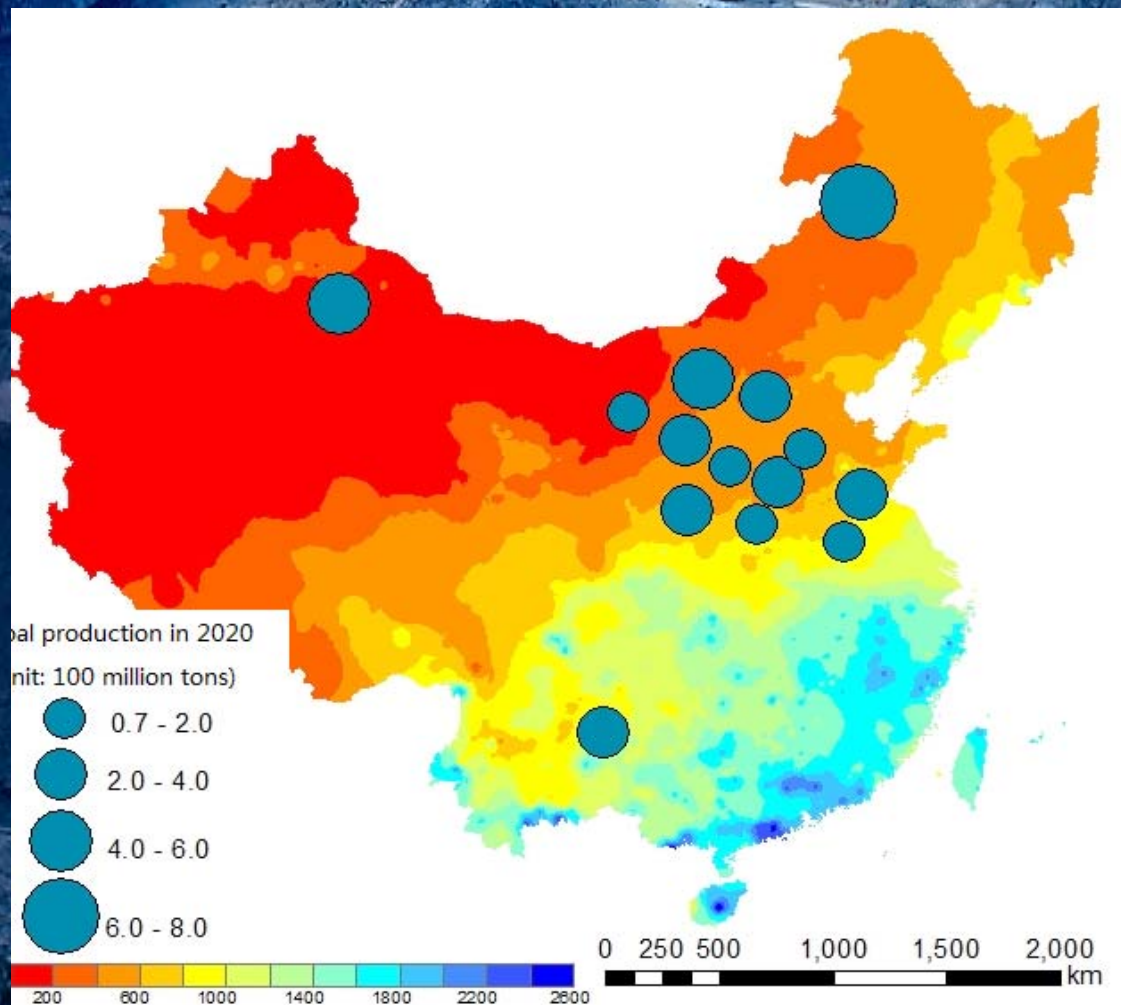 oal production in 2020
nit: 100 million tons)
0.7 - 2.0
2.0 - 4.0
4.0 - 6.0
6.0 - 8.0
200 600 1000 1400 1800 2200 2600
0 250 500 1,000 1,500 2,000
km